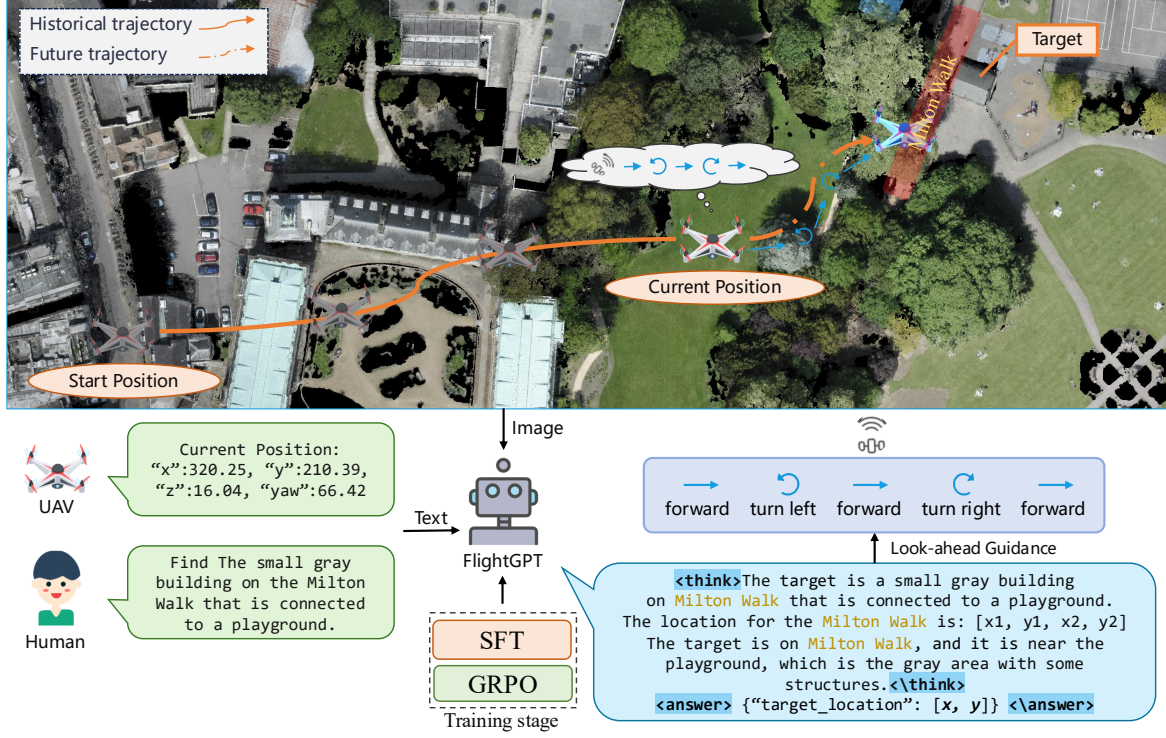 Historical trajectory
Future trajectory
Target
Milton Walk
Current Position
Start Position
Image
UAV
Current Position:
“x”:320.25, “y”:210.39,
“z”:16.04, “yaw”:66.42
Text
FlightGPT
Human
Find The small gray
building on the Milton
Walk that is connected
to a playground.
SFT
GRPO
Training stage
forward turn left forward turn right forward
Look-ahead Guidance
<think>The target is a small gray building
on Milton Walk that is connected to a playground.
The location for the Milton Walk is: [x1, y1, x2, y2]
The target is on Milton Walk, and it is near the
playground, which is the gray area with some
structures.<\think>
<answer> {“target_location”: [x, y]} <\answer>